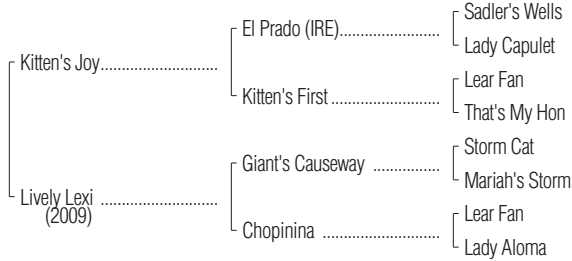 Sadler's Wells
El Prado (IRE)..........................
Lady Capulet
Kitten's Joy............................
Lear Fan
Kitten's First ..........................
That's My Hon
Storm Cat
Giant's Causeway ................
Mariah's Storm
Lively Lexi ............................
(2009)
Lear Fan
Chopinina ............................
Lady Aloma